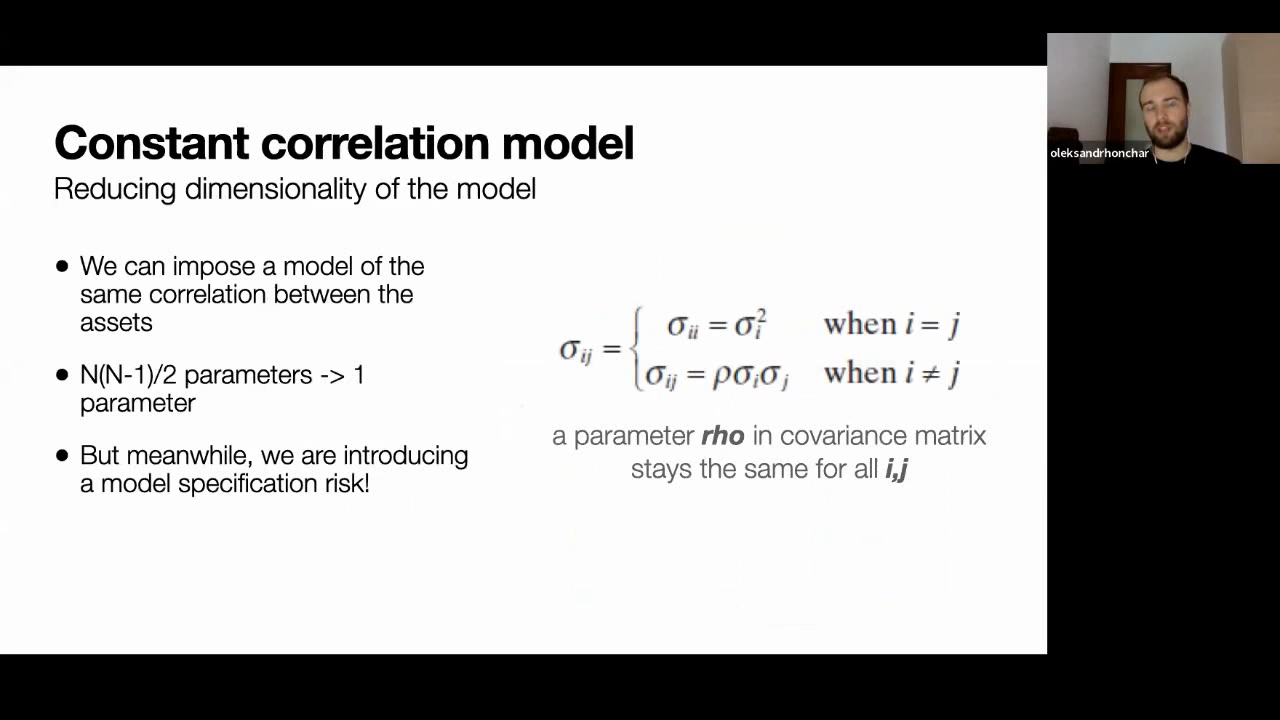 Constant correlation model
Reducing dimensionality of the model
● We can impose a model of the
same correlation between the
assets
● N(N-1)/2 parameters -> 1
parameter
● But meanwhile, we are introducing
a model specification risk!
σij = { σii = σi² when i = j
σij = ρσiσj when i ≠ j
a parameter rho in covariance matrix
stays the same for all i,j
oleksandrhonchar